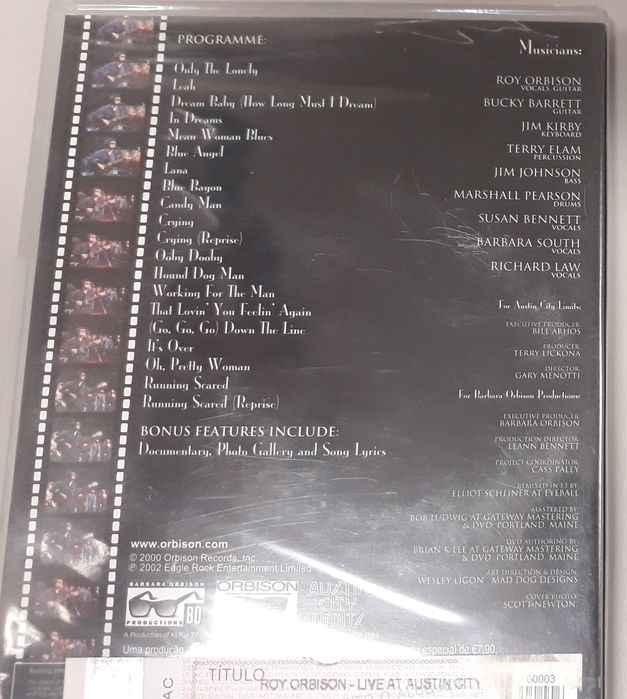 PROGRAMME:
Only The Lonely
Leah
Dream Baby (How Long Must I Dream)
In Dreams
Mean Woman Blues
Blue Angel
Lana
Blue Bayou
Candy Man
Crying
Crying (Reprise)
Ooby Dooby
Hound Dog Man
Working For The Man
That Lovin' You Feelin' Again
(Go, Go, Go) Down The Line
It's Over
Oh, Pretty Woman
Running Scared
Running Scared (Reprise)
BONUS FEATURES INCLUDE:
Documentary, Photo Gallery and Song Lyrics
Musicians:
ROY ORBISON
VOCALS, GUITAR
BUCKY BARRETT
GUITAR
JIM KIRBY
KEYBOARD
TERRY ELAM
PERCUSSION
JIM JOHNSON
BASS
MARSHALL PEARSON
DRUMS
SUSAN BENNETT
VOCALS
BARBARA SOUTH
VOCALS
RICHARD LAW
VOCALS
For Austin City Limits:
EXECUTIVE PRODUCER
BILL ARHOS
PRODUCER
TERRY LICKONA
DIRECTOR
GARY MENOTTI
For Barbara Orbison Productions:
EXECUTIVE PRODUCER
BARBARA ORBISON
PRODUCTION DIRECTOR
LEANN BENNETT
PROJECT COORDINATOR
CASS PALEY
REMIXED IN 5.1 BY
ELLIOT SCHEINER AT EYEBALL
MASTERED BY
BOB LUDWIG AT GATEWAY MASTERING
& DVD, PORTLAND, MAINE
DVD AUTHORING BY
BRIAN K LEE AT GATEWAY MASTERING
& DVD, PORTLAND, MAINE
ART DIRECTION & DESIGN
WESLEY LIGON MAD DOG DESIGNS
COVER PHOTO
SCOTT NEWTON
www.orbison.com
© 2000 Orbison Records, Inc.
℗ 2002 Eagle Rock Entertainment Limited
BARBARA ORBISON
PRODUCTIONS
BO
ORBISON
AUSTIN
CITY
LIMITS
A Production of KLRU-TV
Uma produção
especial de €7,90.
TÍTULO
ROY ORBISON - LIVE AT AUSTIN CITY
00003
AC